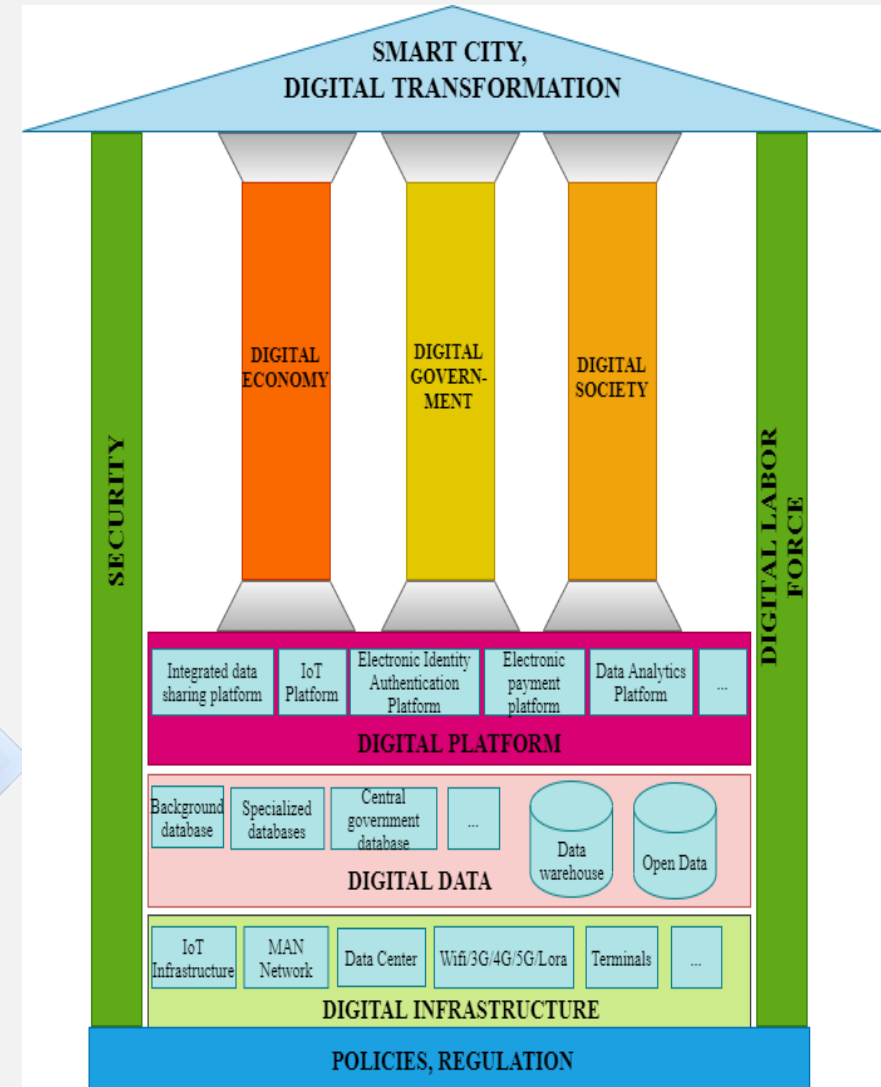 SMART CITY,
DIGITAL TRANSFORMATION
DIGITAL
ECONOMY
DIGITAL
GOVERN-
MENT
DIGITAL
SOCIETY
SECURITY
DIGITAL LABOR
FORCE
Integrated data
sharing platform
IoT
Platform
Electronic Identity
Authentication
Platform
Electronic
payment
platform
Data Analytics
Platform
...
DIGITAL PLATFORM
Background
database
Specialized
databases
Central
government
database
...
Data
warehouse
Open Data
DIGITAL DATA
IoT
Infrastructure
MAN
Network
Data Center
Wifi/3G/4G/5G/Lora
Terminals
...
DIGITAL INFRASTRUCTURE
POLICIES, REGULATION